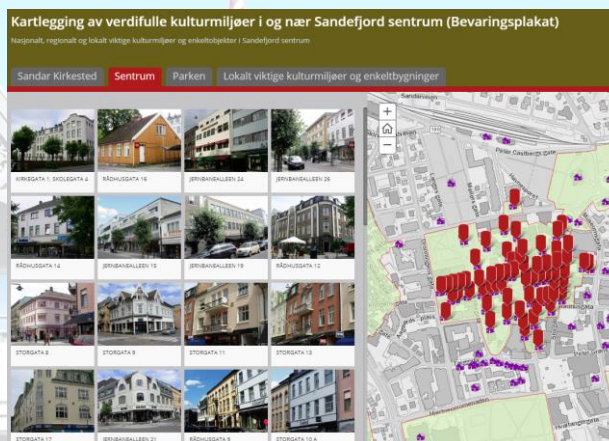 Kartlegging av verdifulle kulturmiljøer i og nær Sandefjord sentrum (Bevaringsplakat)
Nasjonalt, regionalt og lokalt viktige kulturmiljøer og enkeltobjekter i Sandefjord sentrum
Sandar Kirkested Sentrum Parken Lokalt viktige kulturmiljøer og enkeltbygninger
KIRKEGATA 1, SKOLEGATA 4 RÅDHUSGATA 16 JERNBANEALLEEN 24 JERNBANEALLEEN 26
RÅDHUSGATA 14 JERNBANEALLEEN 15 JERNBANEALLEEN 19 RÅDHUSGATA 12
STORGATA 8 STORGATA 9 STORGATA 11 STORGATA 13
STORGATA 17 JERNBANEALLEEN 21 RÅDHUSGATA 9 STORGATA 10 A
+
−
Peter Castbergs gate